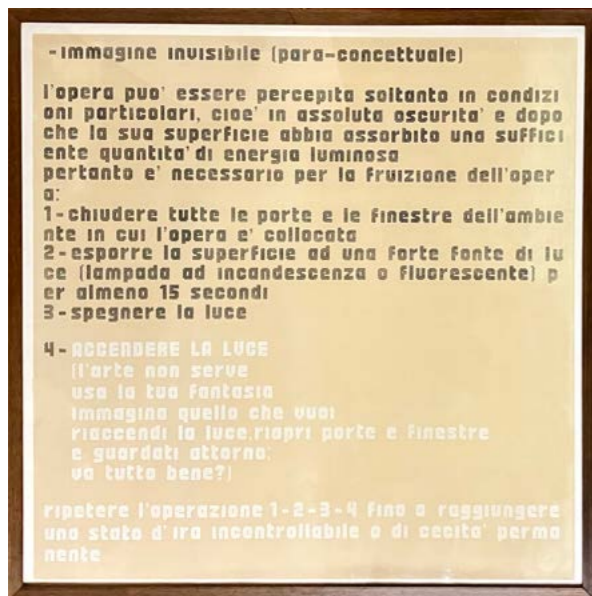 -immagine invisibile (para-concettuale)
l'opera puo' essere percepita soltanto in condizi
oni particolari, cioe' in assoluta oscurita' e dopo
che la sua superficie abbia assorbito una suffici
ente quantita' di energia luminosa
pertanto e' necessario per la fruizione dell'oper
a:
1-chiudere tutte le porte e le finestre dell'ambie
nte in cui l'opera e' collocata
2-esporre la superficie ad una forte fonte di lu
ce (lampada ad incandescenza o fluorescente) p
er almeno 15 secondi
3-spegnere la luce
4-ACCENDERE LA LUCE
(l'arte non serve
usa la tua fantasia
immagina quello che vuoi
riaccendi la luce,riapri porte e finestre
e guardati attorno:
va tutto bene?)
ripetere l'operazione 1-2-3-4 fino a raggiungere
uno stato d'ira incontrollabile o di cecita' perma
nente